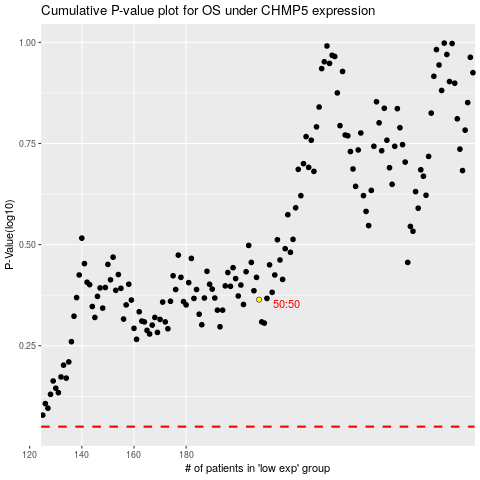 Cumulative P-value plot for OS under CHMP5 expression
P-Value(log10)
1.00
0.75
0.50
0.25
50:50
120 140 160 180
# of patients in 'low exp' group